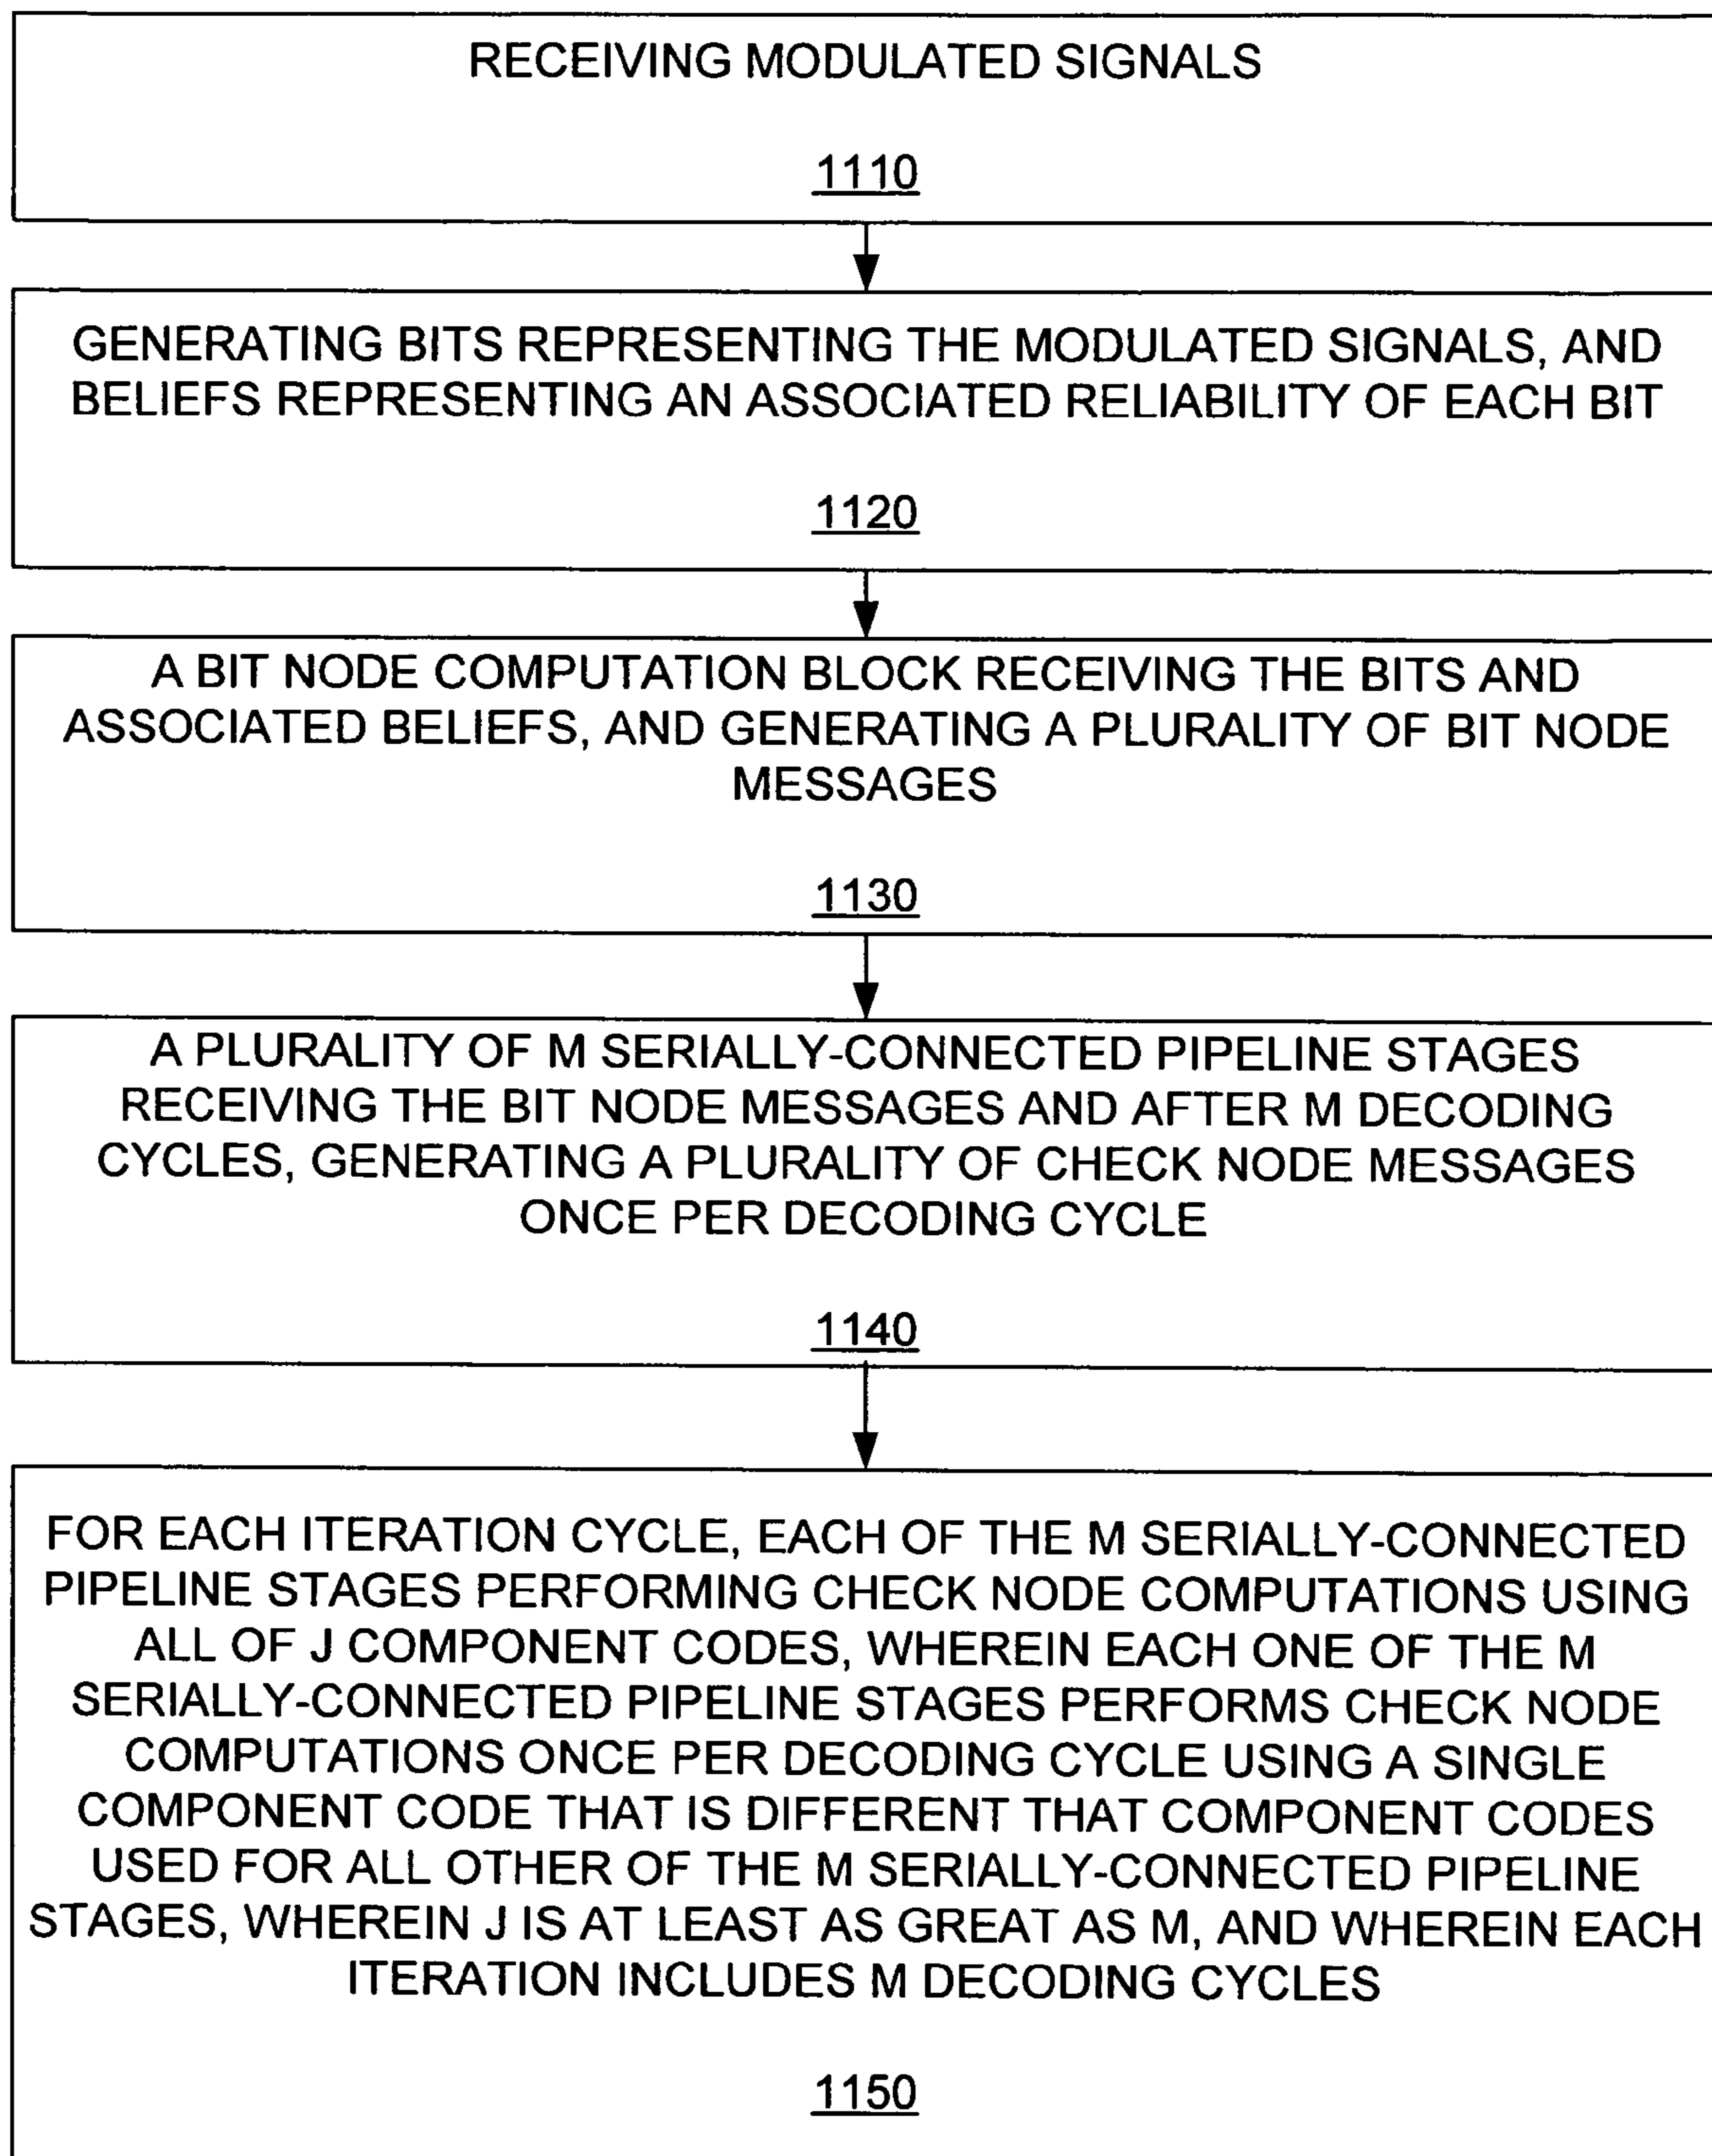 RECEIVING MODULATED SIGNALS
1110
GENERATING BITS REPRESENTING THE MODULATED SIGNALS, AND
BELIEFS REPRESENTING AN ASSOCIATED RELIABILITY OF EACH BIT
1120
A BIT NODE COMPUTATION BLOCK RECEIVING THE BITS AND
ASSOCIATED BELIEFS, AND GENERATING A PLURALITY OF BIT NODE
MESSAGES
1130
A PLURALITY OF M SERIALLY-CONNECTED PIPELINE STAGES
RECEIVING THE BIT NODE MESSAGES AND AFTER M DECODING
CYCLES, GENERATING A PLURALITY OF CHECK NODE MESSAGES
ONCE PER DECODING CYCLE
1140
FOR EACH ITERATION CYCLE, EACH OF THE M SERIALLY-CONNECTED
PIPELINE STAGES PERFORMING CHECK NODE COMPUTATIONS USING
ALL OF J COMPONENT CODES, WHEREIN EACH ONE OF THE M
SERIALLY-CONNECTED PIPELINE STAGES PERFORMS CHECK NODE
COMPUTATIONS ONCE PER DECODING CYCLE USING A SINGLE
COMPONENT CODE THAT IS DIFFERENT THAT COMPONENT CODES
USED FOR ALL OTHER OF THE M SERIALLY-CONNECTED PIPELINE
STAGES, WHEREIN J IS AT LEAST AS GREAT AS M, AND WHEREIN EACH
ITERATION INCLUDES M DECODING CYCLES
1150